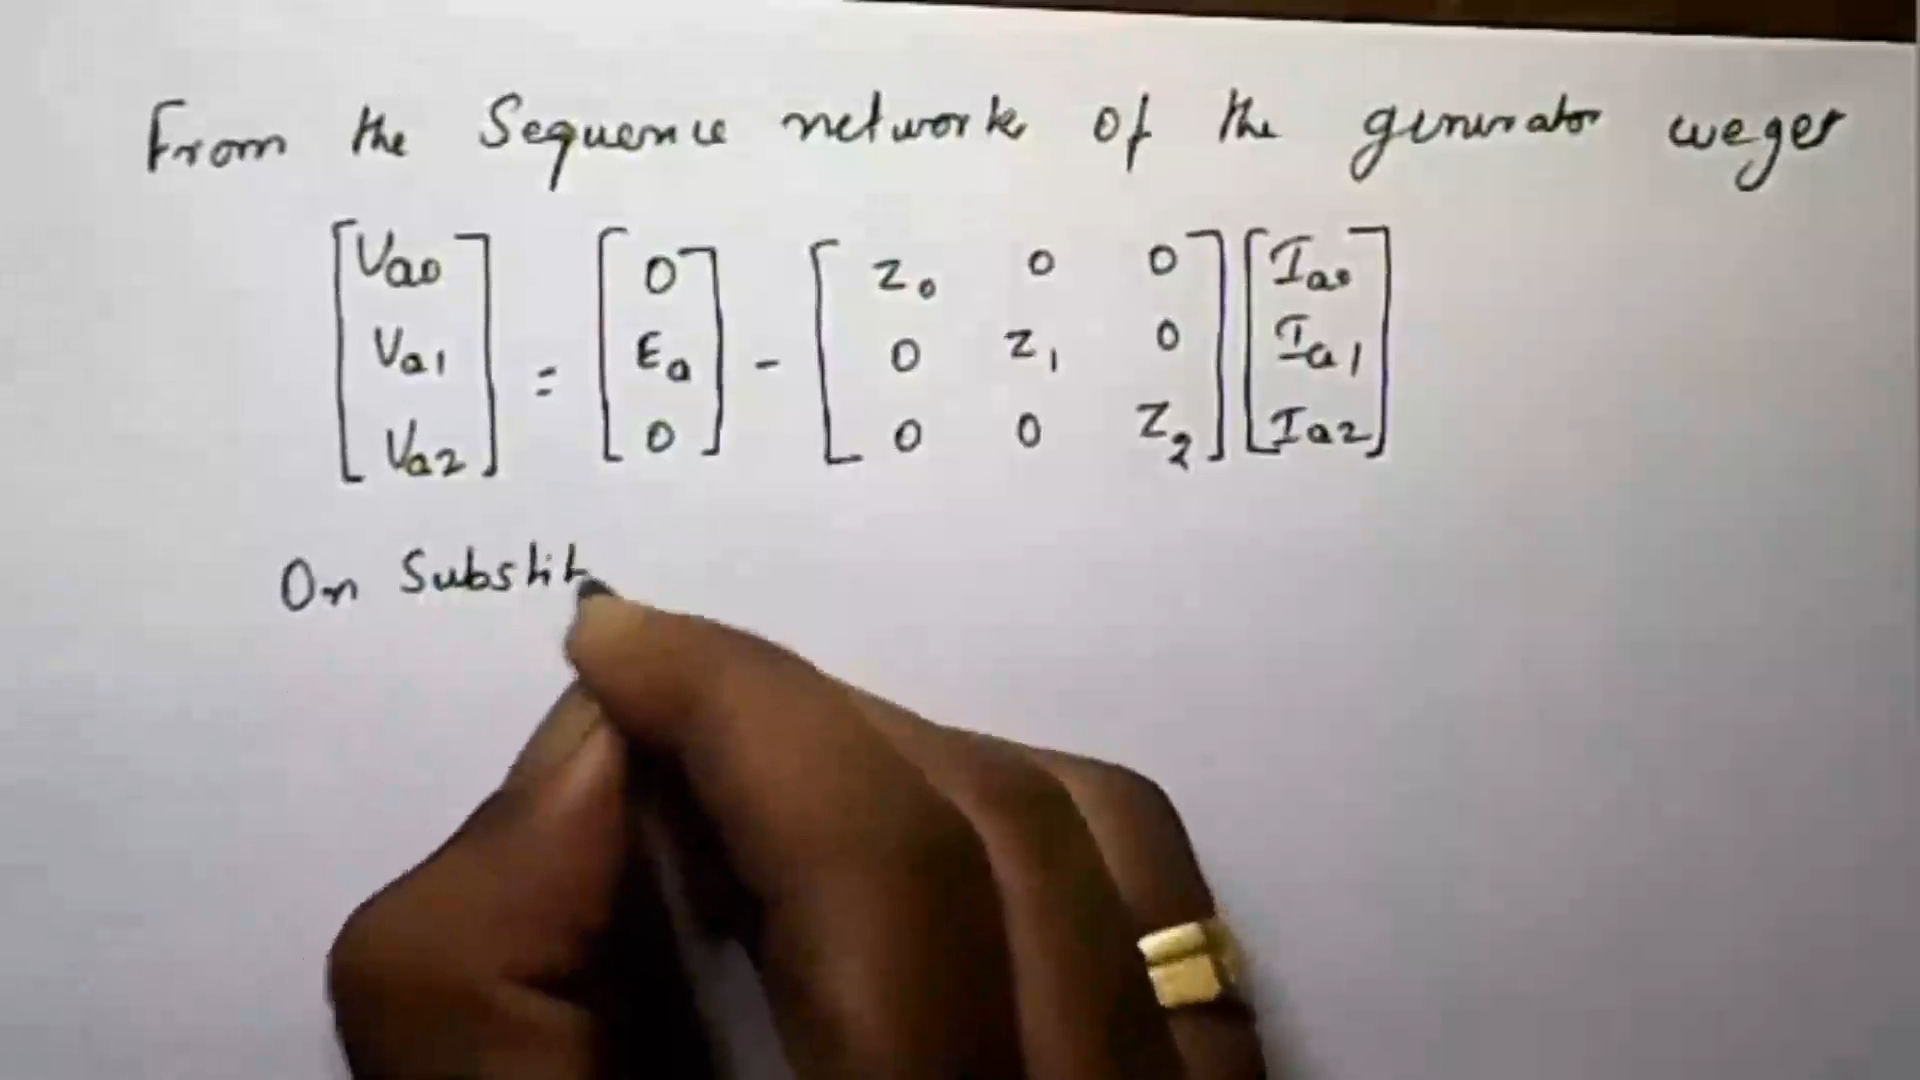 From the Sequence network of the generator we get
[Va0 Va1 Va2] = [0 Ea 0] - [Z0 0 0 0 Z1 0 0 0 Z2] [Ia0 Ia1 Ia2]
On Substit